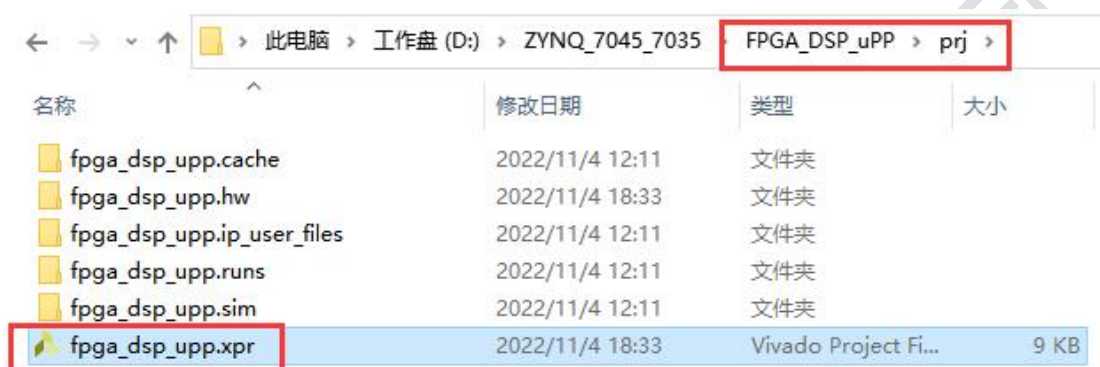 此电脑 > 工作盘 (D:) > ZYNQ_7045_7035 > FPGA_DSP_uPP > prj >
名称 修改日期 类型 大小
fpga_dsp_upp.cache 2022/11/4 12:11 文件夹
fpga_dsp_upp.hw 2022/11/4 18:33 文件夹
fpga_dsp_upp.ip_user_files 2022/11/4 12:11 文件夹
fpga_dsp_upp.runs 2022/11/4 12:11 文件夹
fpga_dsp_upp.sim 2022/11/4 12:11 文件夹
fpga_dsp_upp.xpr 2022/11/4 18:33 Vivado Project Fi... 9 KB